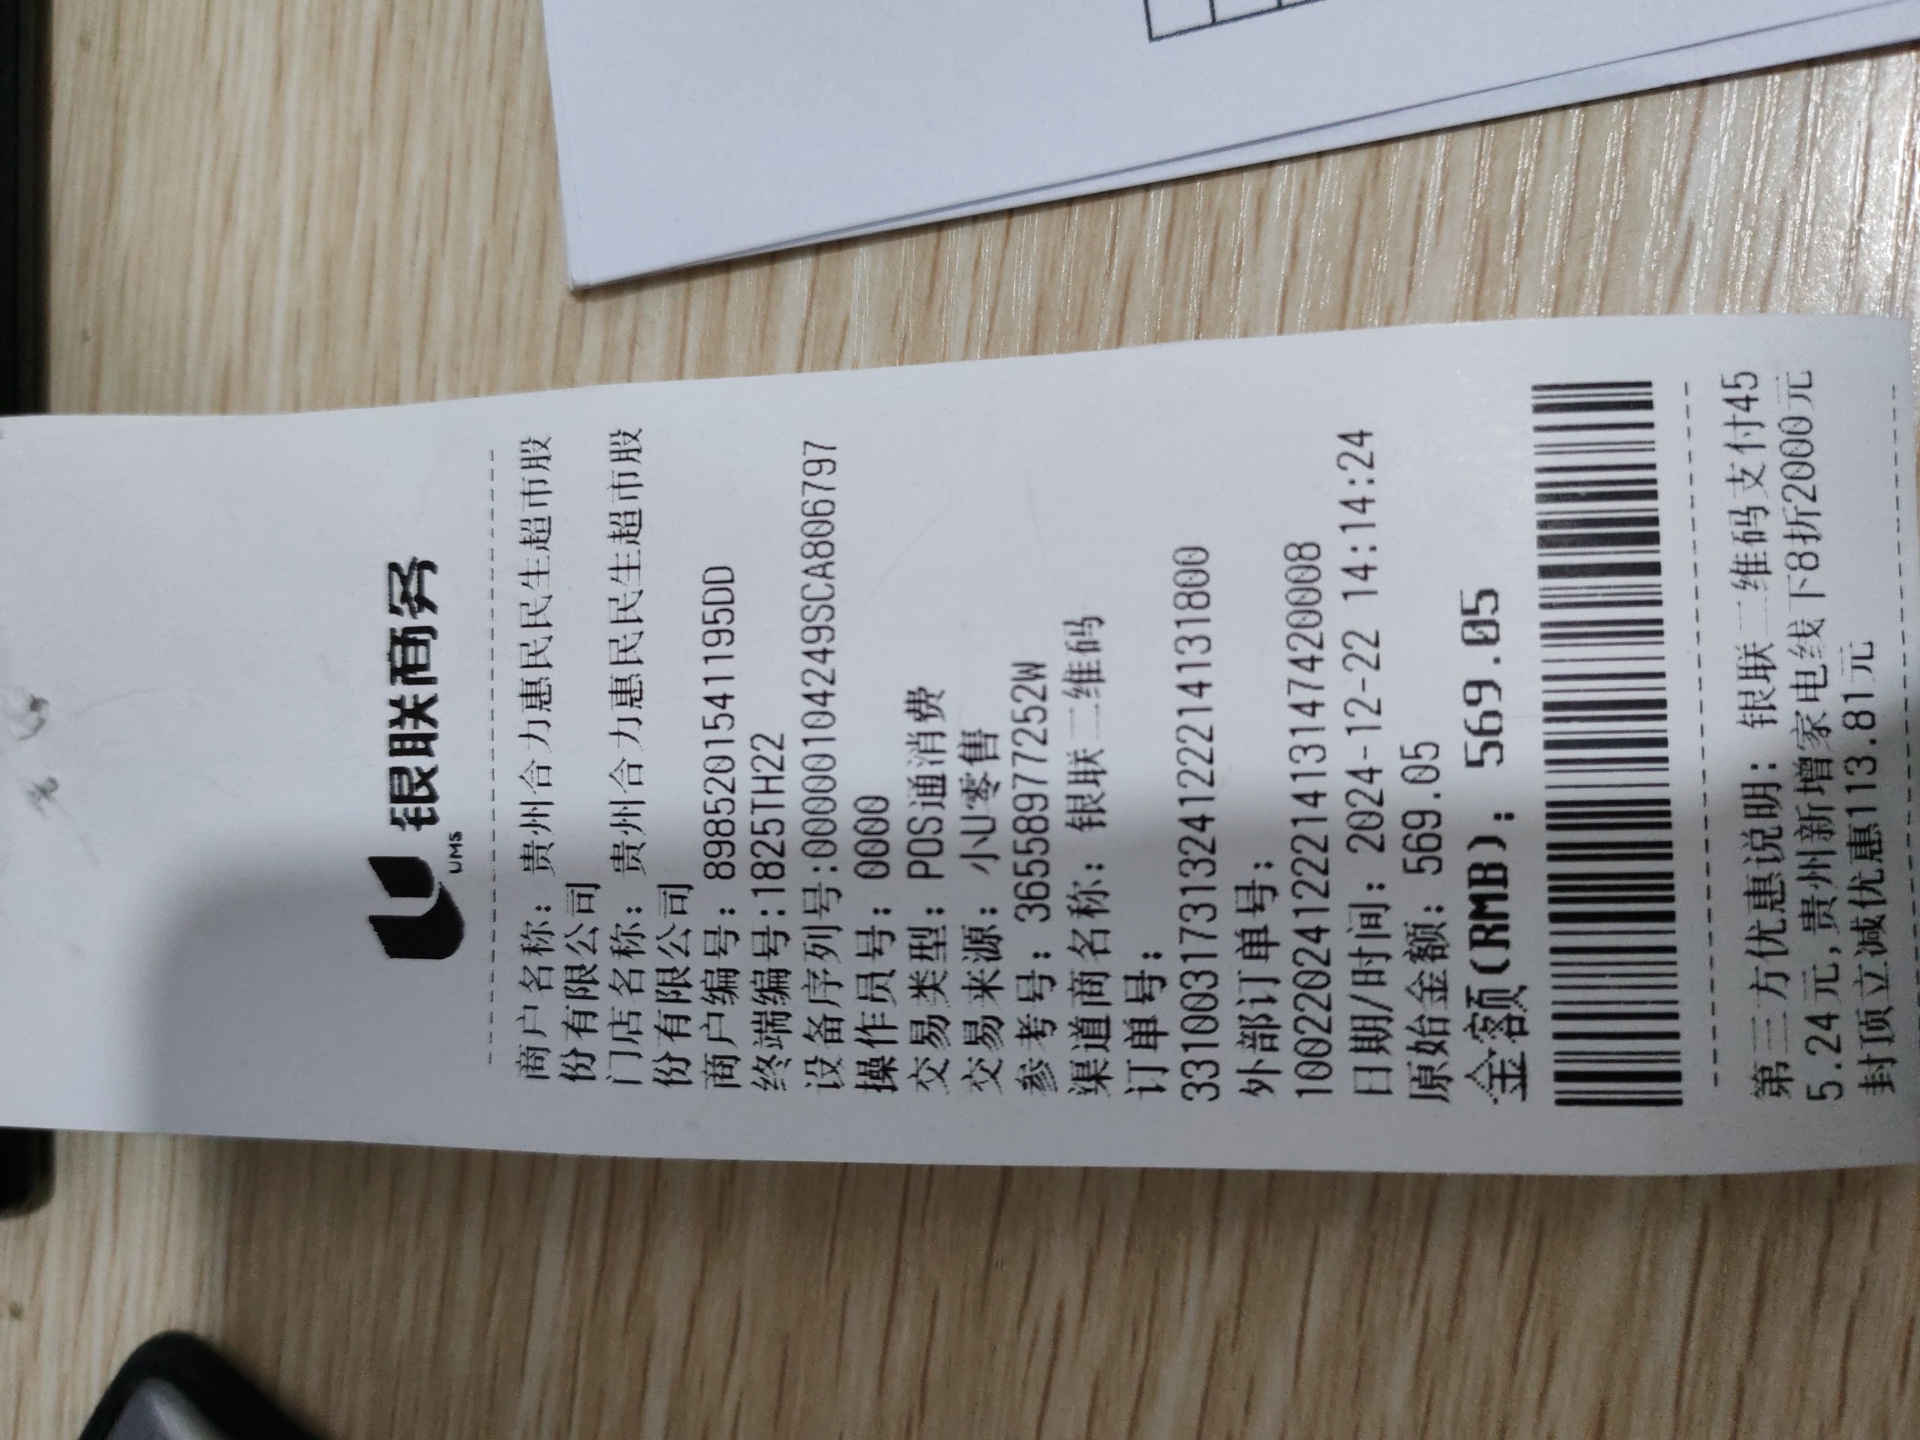 银联商务
UMS
商户名称：贵州合力惠民民生超市股
份有限公司
门店名称：贵州合力惠民民生超市股
份有限公司
商户编号：8985201541195DD
终端编号:1825TH22
设备序列号:0000010424​9SCA806797
操作员号：0000
交易类型：POS通消费
交易来源：小U零售
参考号：36558977252W
渠道商名称：银联二维码
订单号：
33100317313241222141318​00
外部订单号：
10022024122214131474200​08
日期/时间：2024-12-22 14:14:24
原始金额：569.05
金额(RMB)：569.05
第三方优惠说明：银联二维码支付45
5.24元,贵州新增家电线下8折2000元
封顶立减优惠113.81元